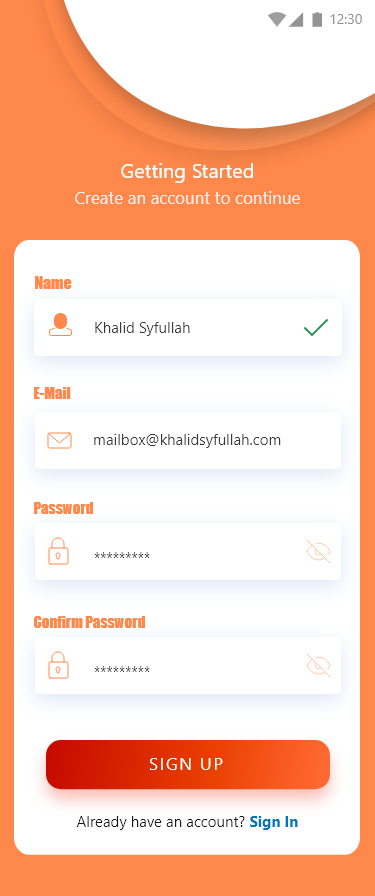 12:30
Getting Started
Create an account to continue
Name
Khalid Syfullah
E-Mail
mailbox@khalidsyfullah.com
Password
*********
Confirm Password
*********
SIGN UP
Already have an account? Sign In